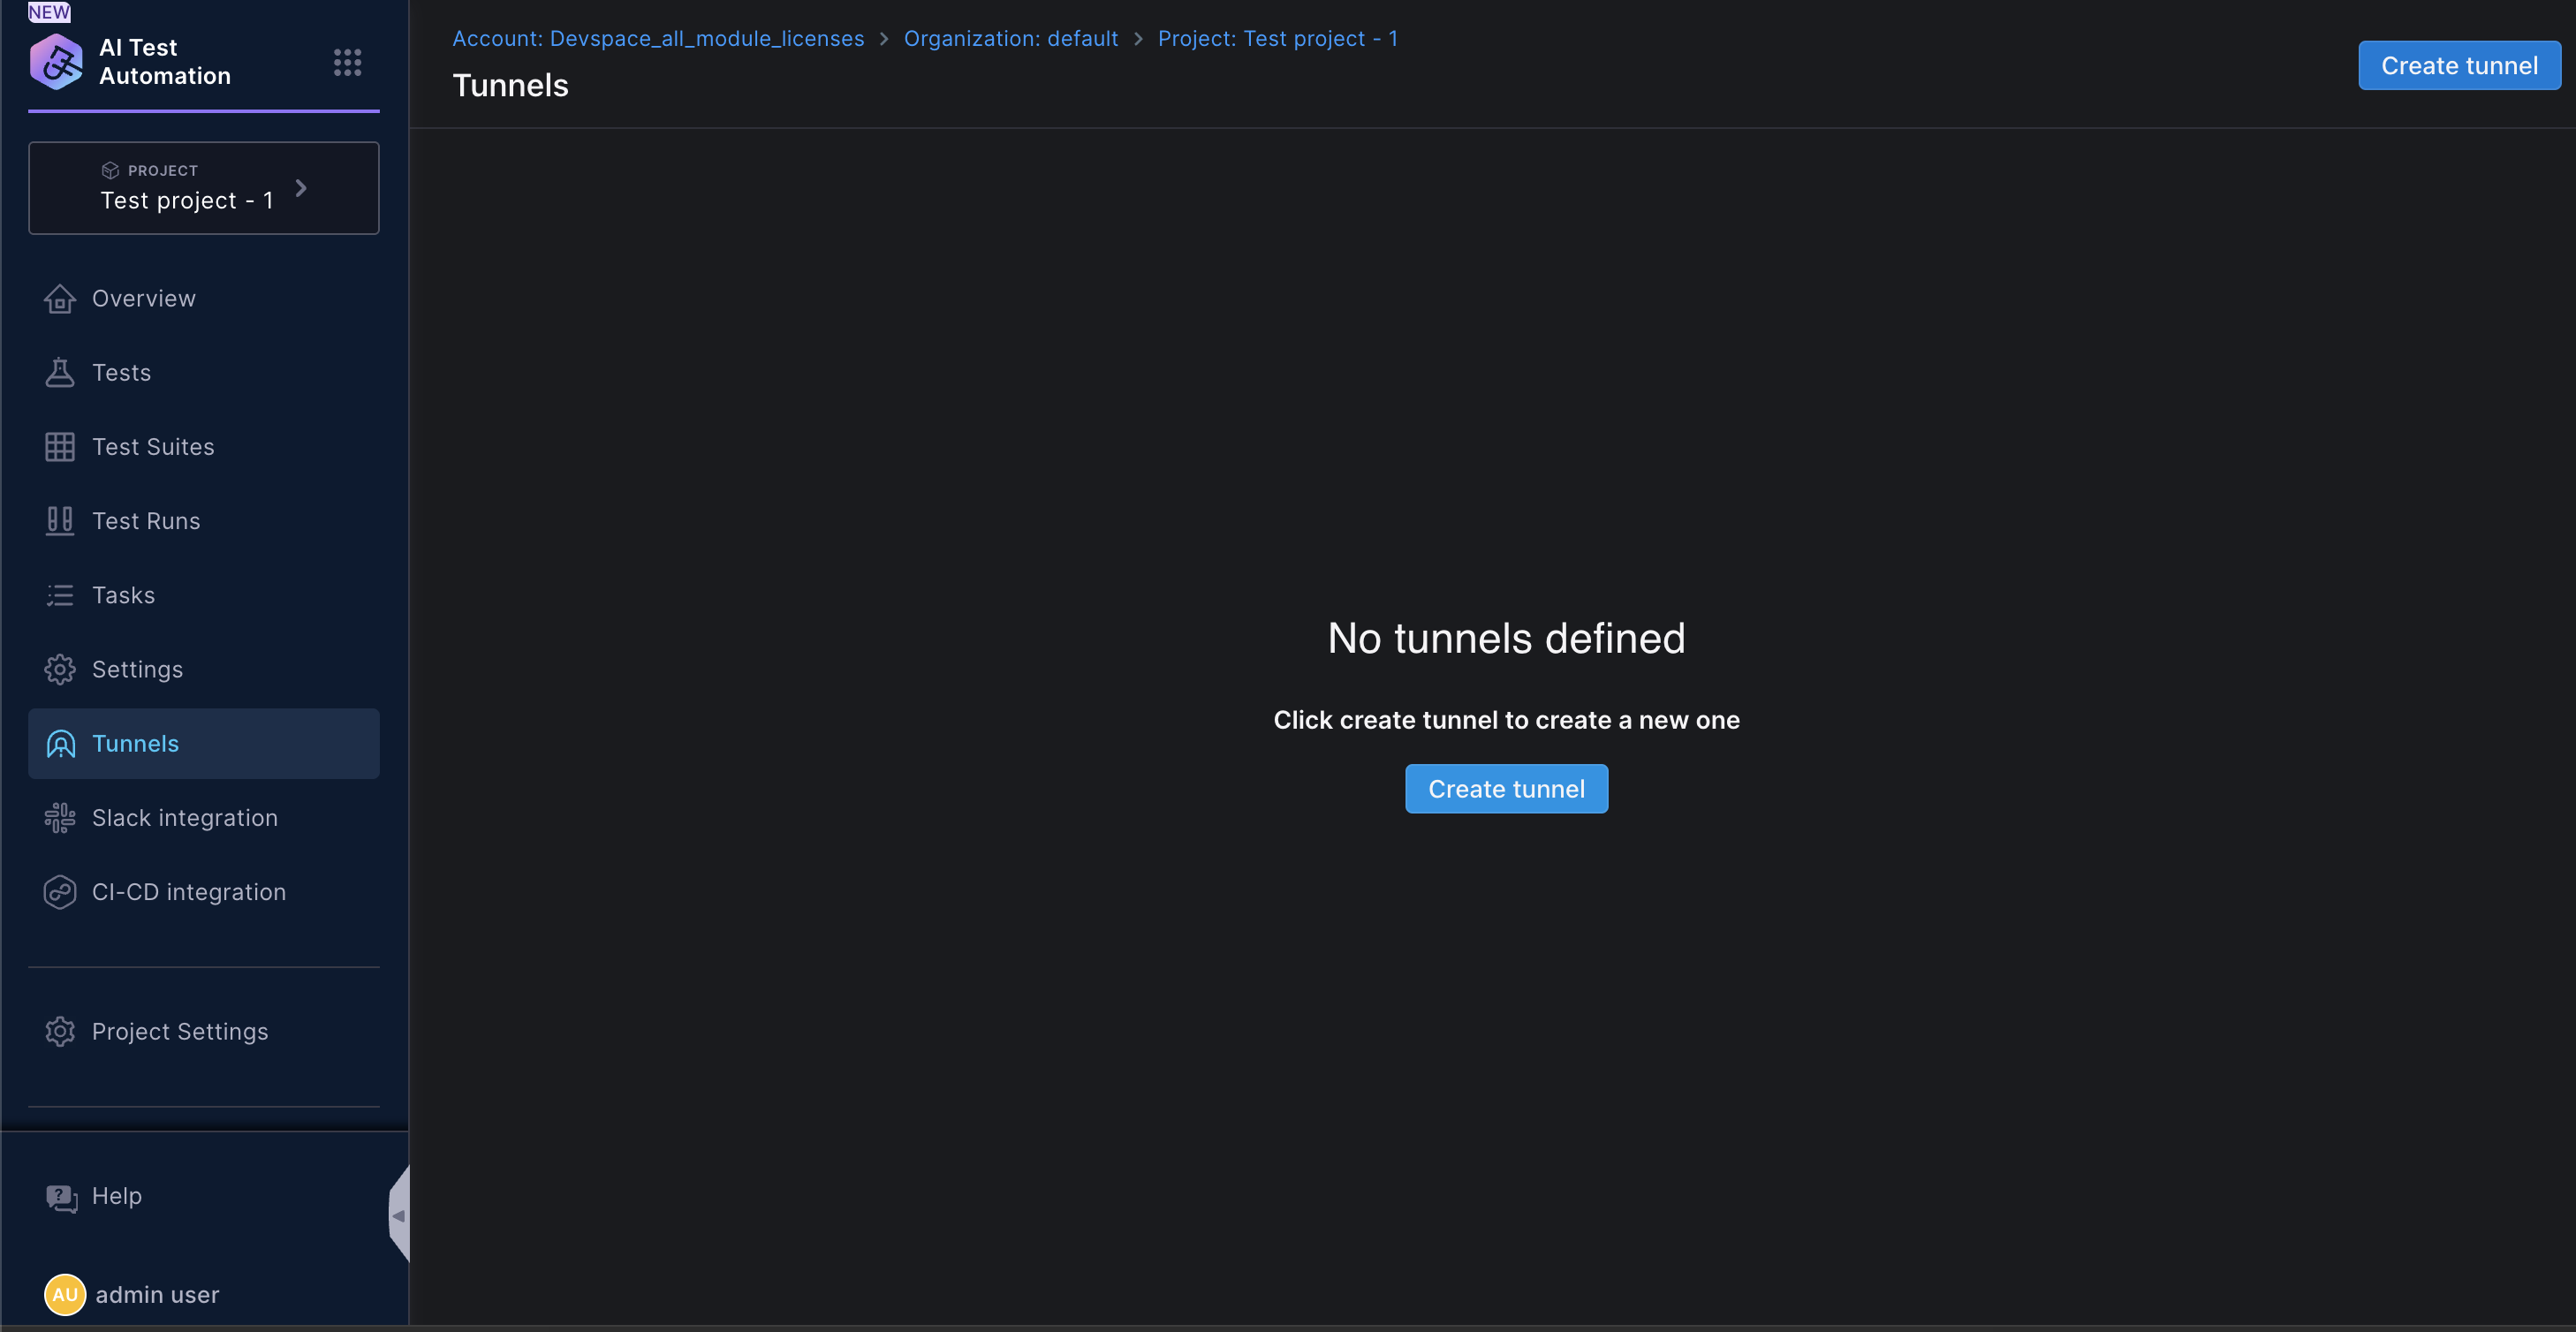 NEW
AI Test
Automation
PROJECT
Test project - 1
Overview
Tests
Test Suites
Test Runs
Tasks
Settings
Tunnels
Slack integration
CI-CD integration
Project Settings
Help
AU admin user
Account: Devspace_all_module_licenses > Organization: default > Project: Test project - 1
Tunnels
Create tunnel
No tunnels defined
Click create tunnel to create a new one
Create tunnel